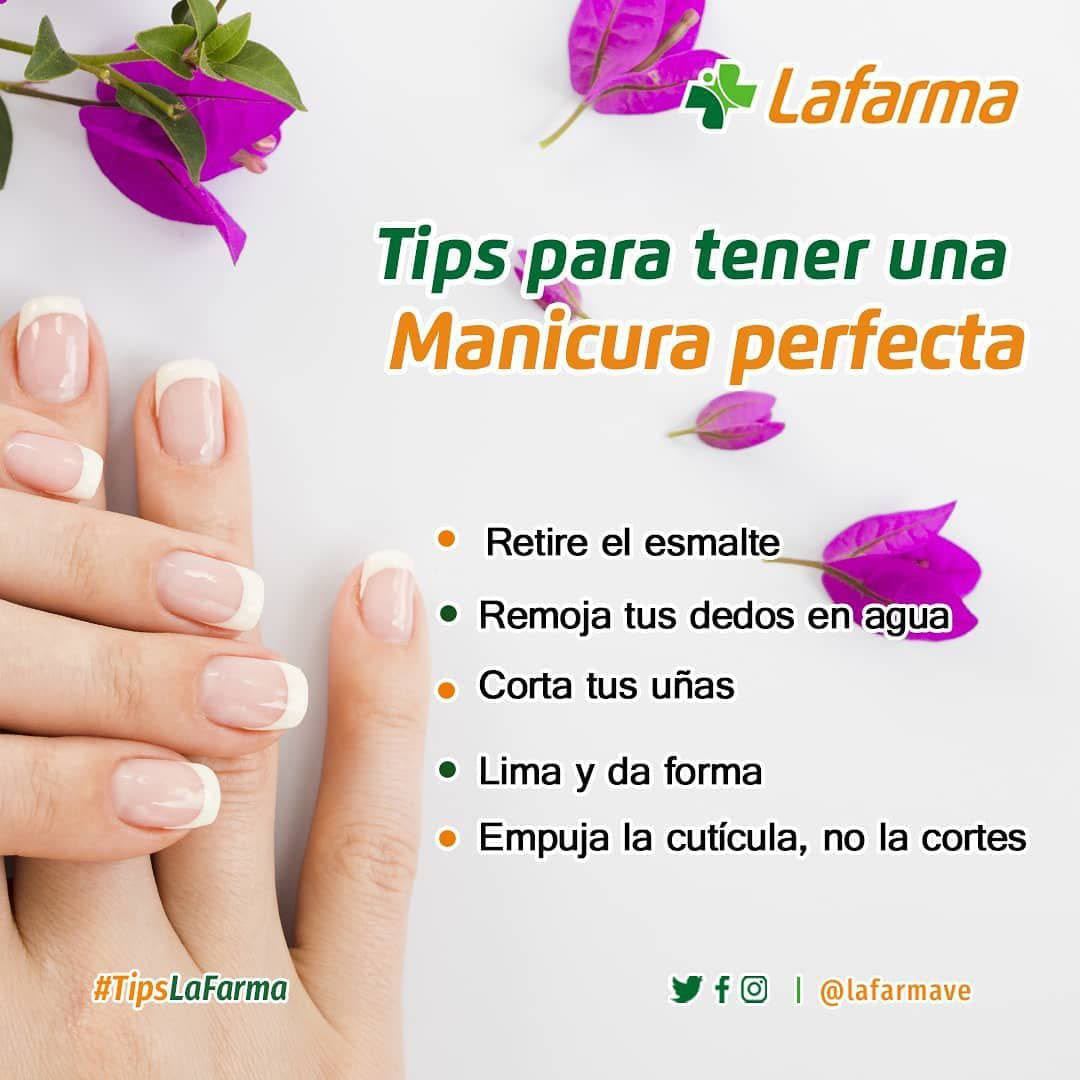 Lafarma
Tips para tener una
Manicura perfecta
• Retire el esmalte
• Remoja tus dedos en agua
• Corta tus uñas
• Lima y da forma
• Empuja la cutícula, no la cortes
#TipsLaFarma
| @lafarmave